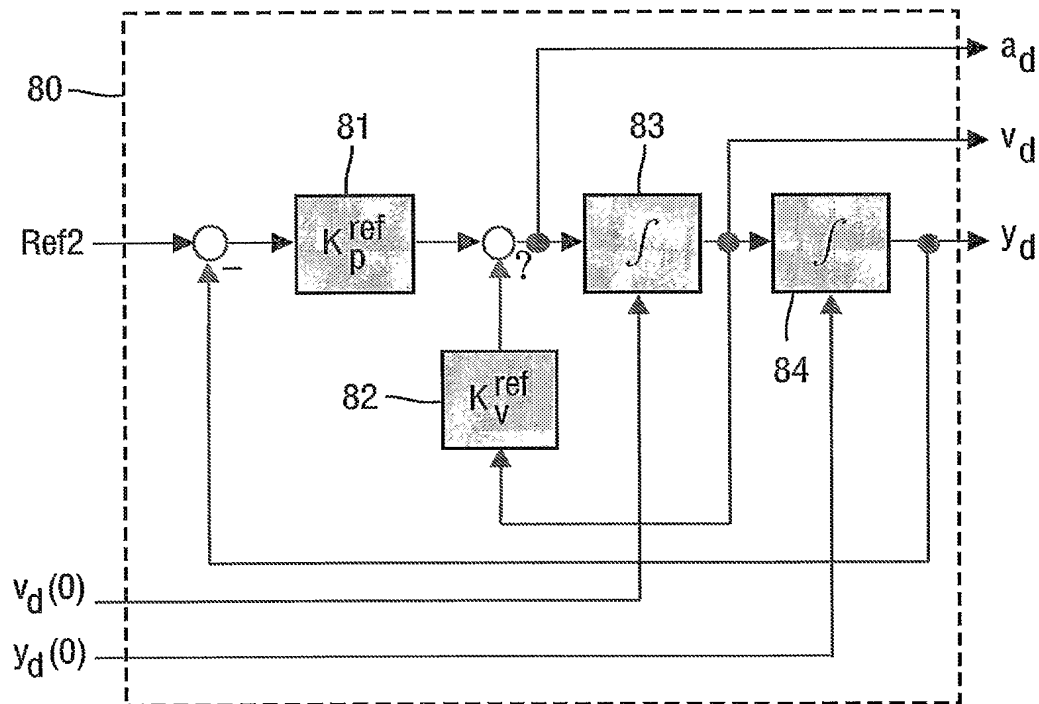 80
81
83
a_d
v_d
Ref2
−
K_p^ref
?
∫
∫
y_d
82
K_v^ref
84
v_d(0)
y_d(0)